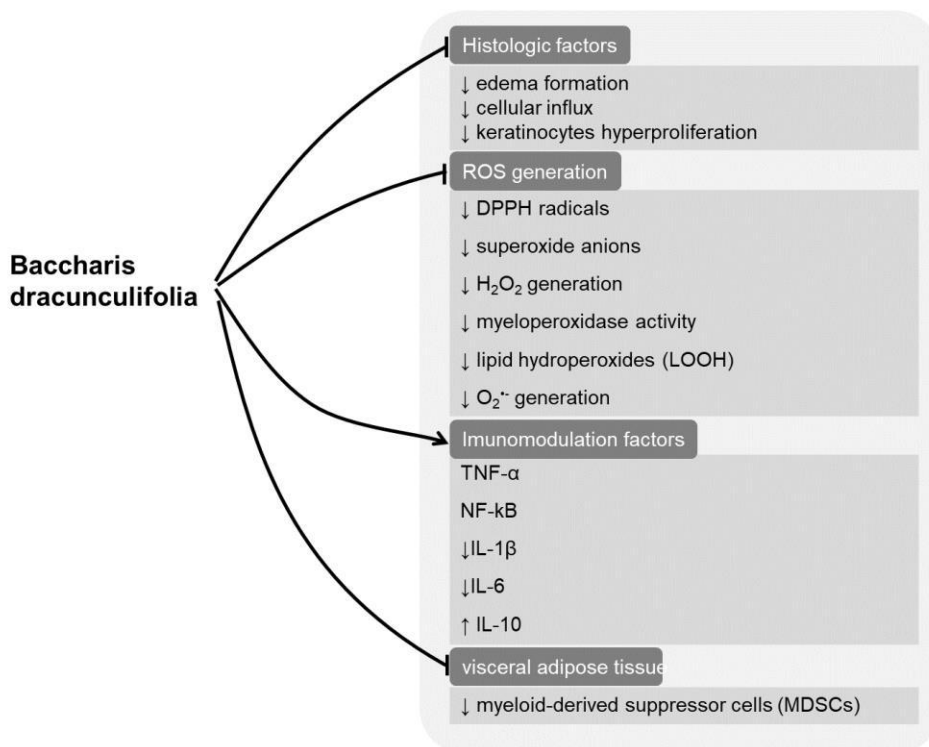 Histologic factors
↓ edema formation
↓ cellular influx
↓ keratinocytes hyperproliferation
ROS generation
↓ DPPH radicals
↓ superoxide anions
Baccharis
dracunculifolia
↓ H₂O₂ generation
↓ myeloperoxidase activity
↓ lipid hydroperoxides (LOOH)
↓ O₂•- generation
Imunomodulation factors
TNF-α
NF-kB
↓IL-1β
↓IL-6
↑ IL-10
visceral adipose tissue
↓ myeloid-derived suppressor cells (MDSCs)